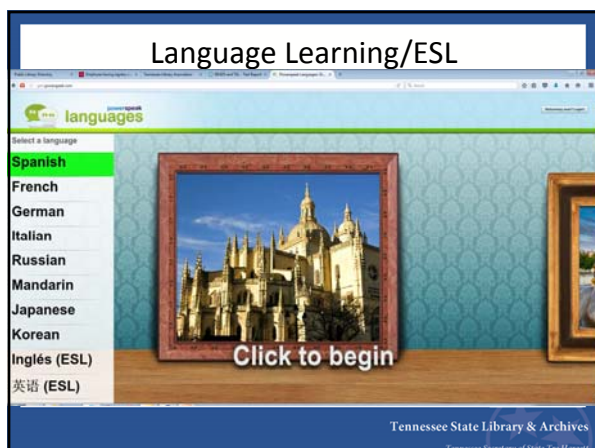 Language Learning/ESL
powerspeak
languages
Select a language
Spanish
French
German
Italian
Russian
Mandarin
Japanese
Korean
Inglés (ESL)
英语 (ESL)
Click to begin
Tennessee State Library & Archives